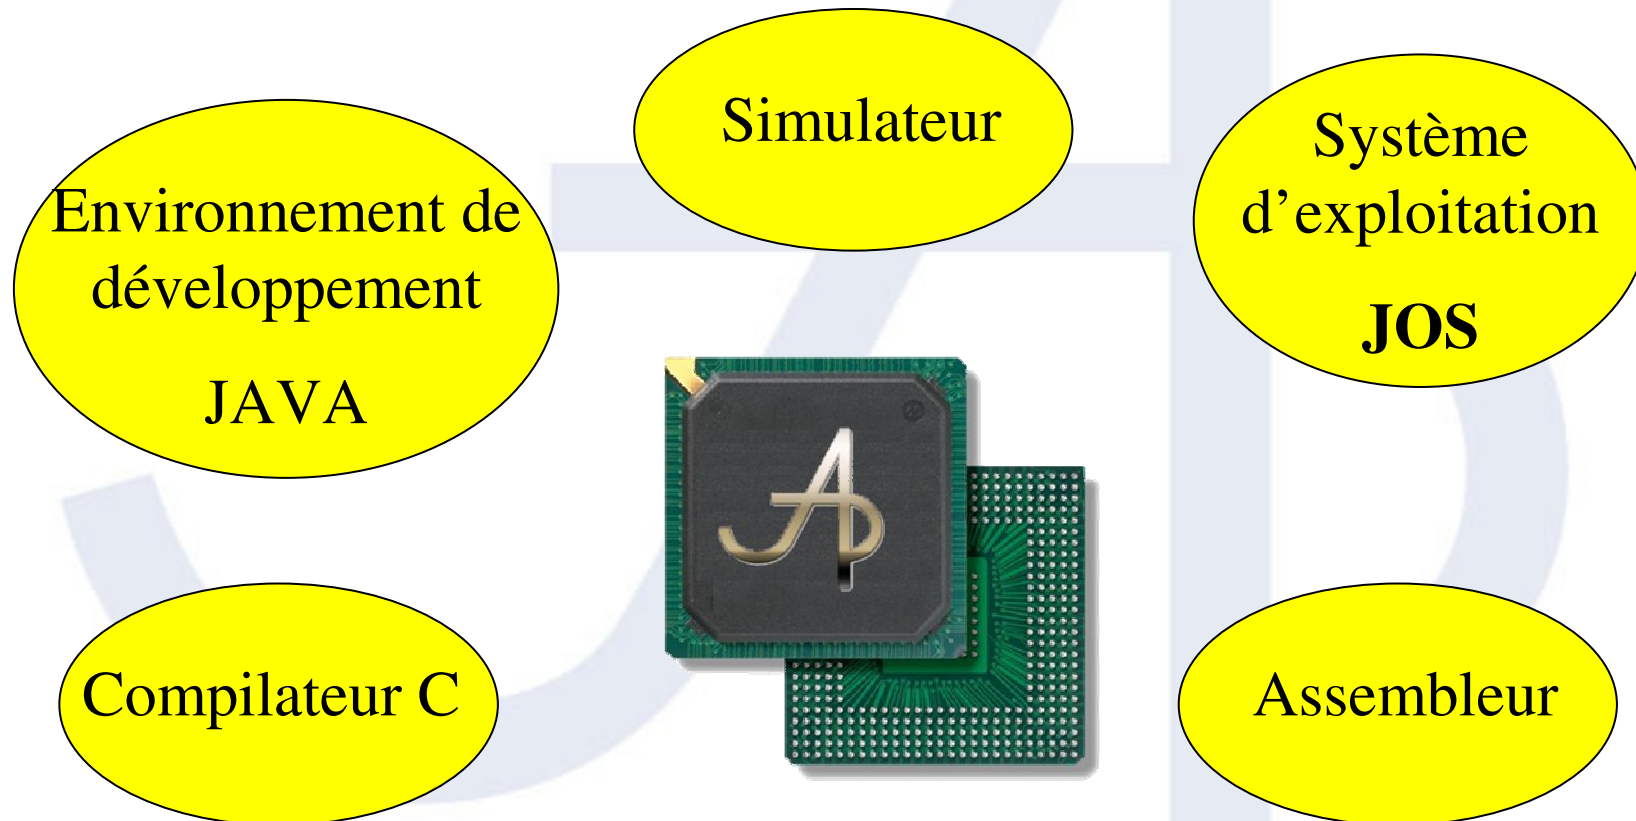 Simulateur
Système
d’exploitation
JOS
Environnement de
développement
JAVA
Compilateur C
Assembleur